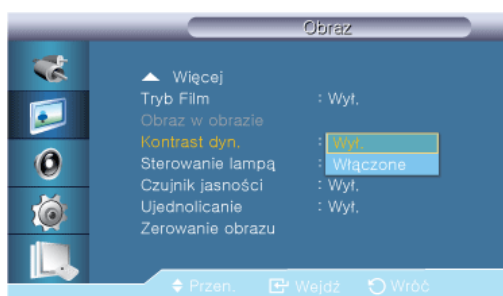 Obraz
Więcej
Tryb Film : Wył.
Obraz w obrazie
Kontrast dyn. : Wył.
Włączone
Sterowanie lampą :
Czujnik jasności : Wył.
Ujednolicanie : Wył.
Zerowanie obrazu
Przen. Wejdź Wróć